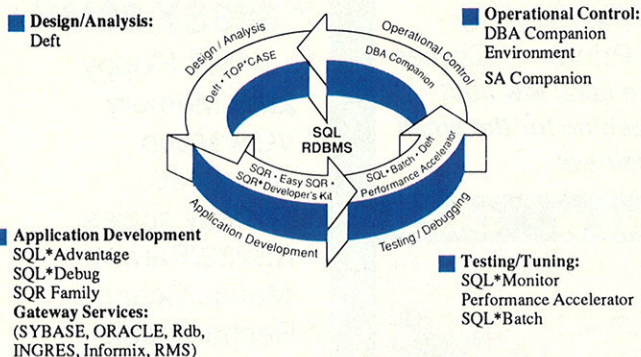 Design/Analysis:
Deft
Operational Control:
DBA Companion
Environment
SA Companion
Design / Analysis
Operational Control
Deft • TOP*CASE
DBA Companion
SQL
RDBMS
SQR • Easy SQR •
SQR*Developer's Kit
SQL*Batch • Deft
Performance Accelerator
Application Development
Testing / Debugging
Application Development
SQL*Advantage
SQL*Debug
SQR Family
Gateway Services:
(SYBASE, ORACLE, Rdb,
INGRES, Informix, RMS)
Testing/Tuning:
SQL*Monitor
Performance Accelerator
SQL*Batch